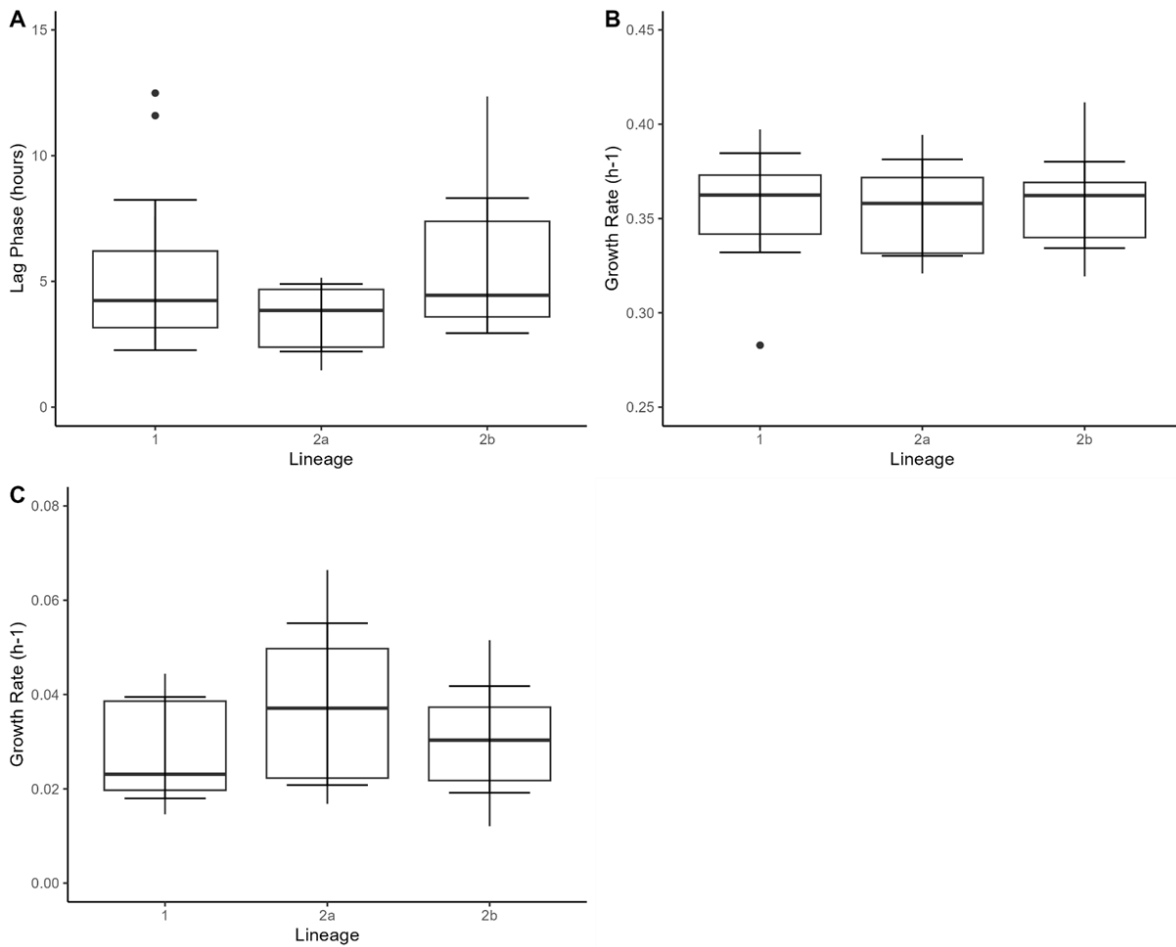 A
15
10
5
0
Lag Phase (hours)
1 2a 2b
Lineage
B
0.45
0.40
0.35
0.30
0.25
Growth Rate (h-1)
1 2a 2b
Lineage
C
0.08
0.06
0.04
0.02
0.00
Growth Rate (h-1)
1 2a 2b
Lineage